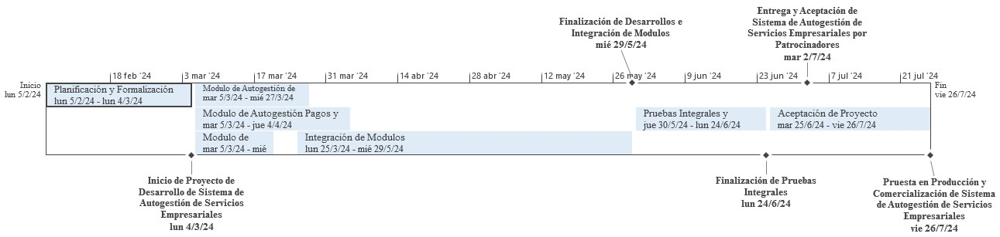 Finalización de Desarrollos e
Integración de Modulos
mié 29/5/24
Entrega y Aceptación de
Sistema de Autogestión de
Servicios Empresariales por
Patrocinadores
mar 2/7/24
18 feb '24
3 mar '24
17 mar '24
31 mar '24
14 abr '24
28 abr '24
12 may '24
26 may '24
9 jun '24
23 jun '24
7 jul '24
21 jul '24
Inicio
lun 5/2/24
Fin
vie 26/7/24
Planificación y Formalización
lun 5/2/24 - lun 4/3/24
Modulo de Autogestión de
mar 5/3/24 - mié 27/3/24
Modulo de Autogestión Pagos y
mar 5/3/24 - jue 4/4/24
Pruebas Integrales y
jue 30/5/24 - lun 24/6/24
Aceptación de Proyecto
mar 25/6/24 - vie 26/7/24
Modulo de
mar 5/3/24 - mié
Integración de Modulos
lun 25/3/24 - mié 29/5/24
Inicio de Proyecto de
Desarrollo de Sistema de
Autogestión de Servicios
Empresariales
lun 4/3/24
Finalización de Pruebas
Integrales
lun 24/6/24
Pruesta en Producción y
Comercialización de Sistema
de Autogestión de Servicios
Empresariales
vie 26/7/24